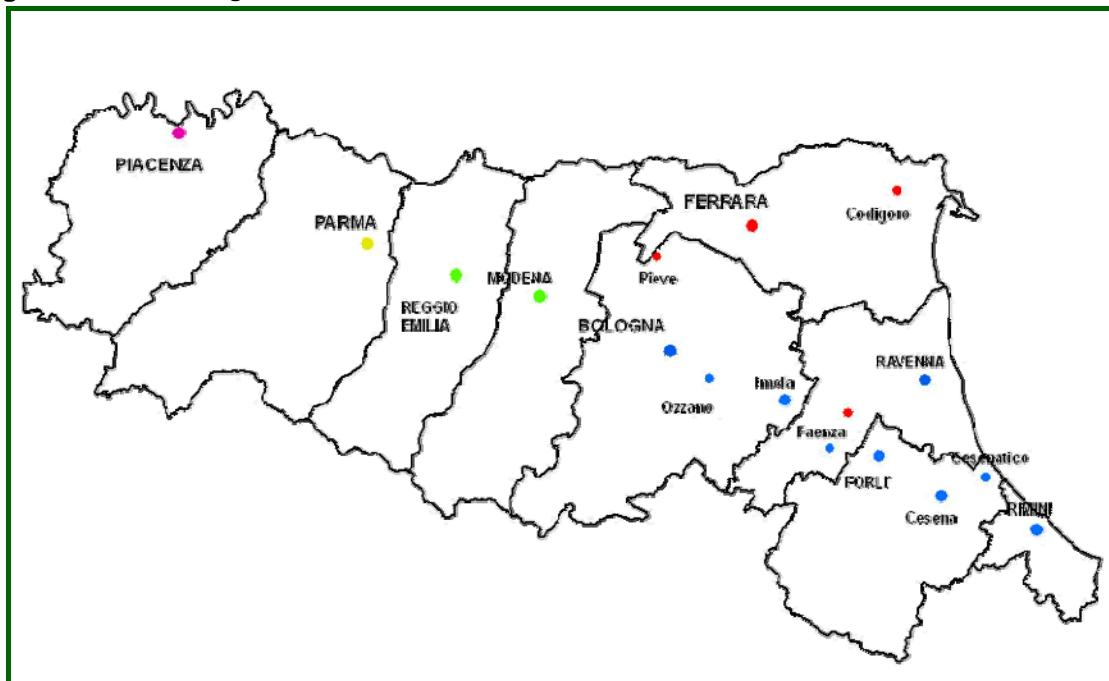 PIACENZA
PARMA
REGGIO
EMILIA
MODENA
FERRARA
Codigoro
Pieve
BOLOGNA
Ozzano
Imola
RAVENNA
Faenza
FORLI'
Cesena
Cesenatico
RIMINI